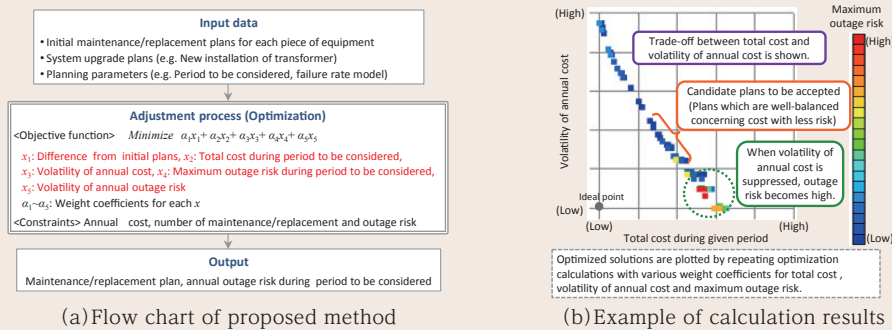 Input data
• Initial maintenance/replacement plans for each piece of equipment
• System upgrade plans (e.g. New installation of transformer)
• Planning parameters (e.g. Period to be considered, failure rate model)
Adjustment process (Optimization)
<Objective function> Minimize α₁x₁+ α₂x₂+ α₃x₃+ α₄x₄+ α₅x₅
x₁: Difference from initial plans, x₂: Total cost during period to be considered,
x₃: Volatility of annual cost, x₄: Maximum outage risk during period to be considered,
x₅: Volatility of annual outage risk
α₁~α₅: Weight coefficients for each x
<Constraints> Annual cost, number of maintenance/replacement and outage risk
Output
Maintenance/replacement plan, annual outage risk during period to be considered
(a)Flow chart of proposed method
Maximum
outage risk
(High)
(High)
Trade-off between total cost and
volatility of annual cost is shown.
Candidate plans to be accepted
(Plans which are well-balanced
concerning cost with less risk)
Volatility of annual cost
When volatility of
annual cost is
suppressed, outage
risk becomes high.
Ideal point
(Low)
(Low)
(Low)
(High)
Total cost during given period
Optimized solutions are plotted by repeating optimization
calculations with various weight coefficients for total cost ,
volatility of annual cost and maximum outage risk.
(b)Example of calculation results